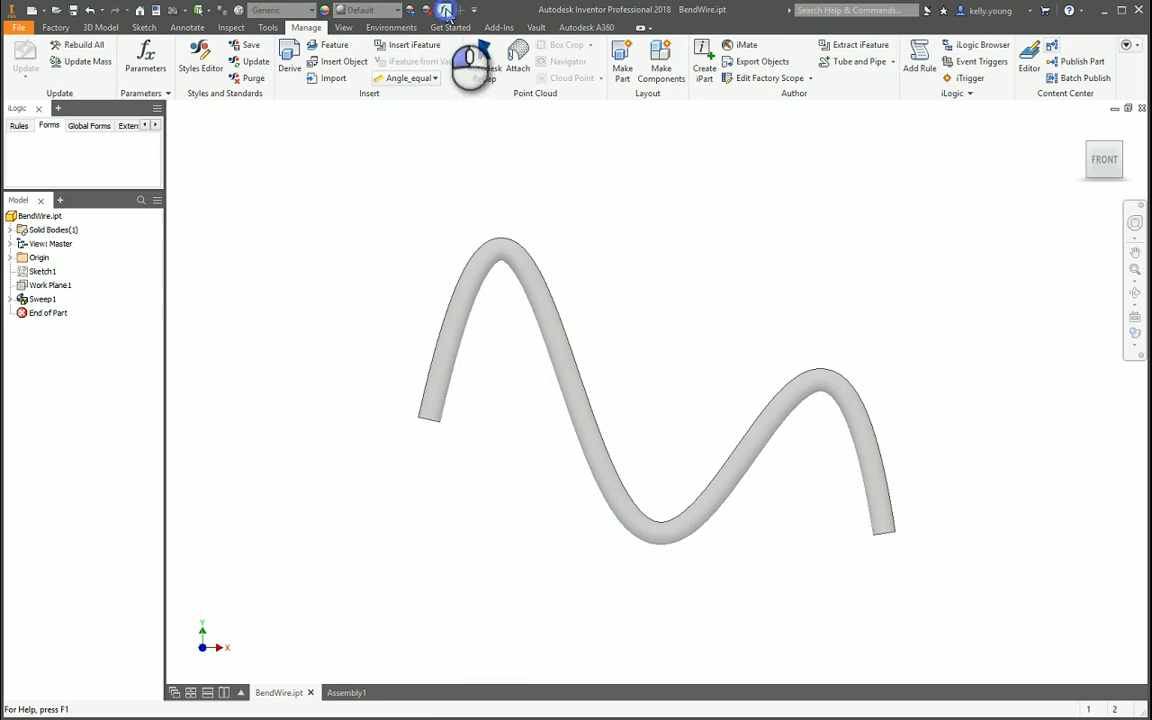 Generic
Default
Autodesk Inventor Professional 2018   BendWire.ipt
Search Help & Commands...
kelly.young
File
Factory
3D Model
Sketch
Annotate
Inspect
Tools
Manage
View
Environments
Get Started
Add-Ins
Vault
Autodesk A360
Update
Rebuild All
Update Mass
Update
Parameters
Parameters
Styles Editor
Save
Update
Purge
Styles and Standards
Derive
Feature
Insert Object
Import
Insert iFeature
iFeature from
Angle_equal
Insert
Attach
Box Crop
Navigator
Cloud Point
Point Cloud
Make
Part
Make
Components
Layout
Create
iPart
iMate
Export Objects
Edit Factory Scope
Extract iFeature
Tube and Pipe
Author
Add Rule
iLogic Browser
Event Triggers
iTrigger
iLogic
Editor
Publish Part
Batch Publish
Content Center
iLogic
Rules
Forms
Global Forms
Extern
Model
BendWire.ipt
Solid Bodies(1)
View: Master
Origin
Sketch1
Work Plane1
Sweep1
End of Part
FRONT
Y
X
BendWire.ipt
Assembly1
For Help, press F1
1
2